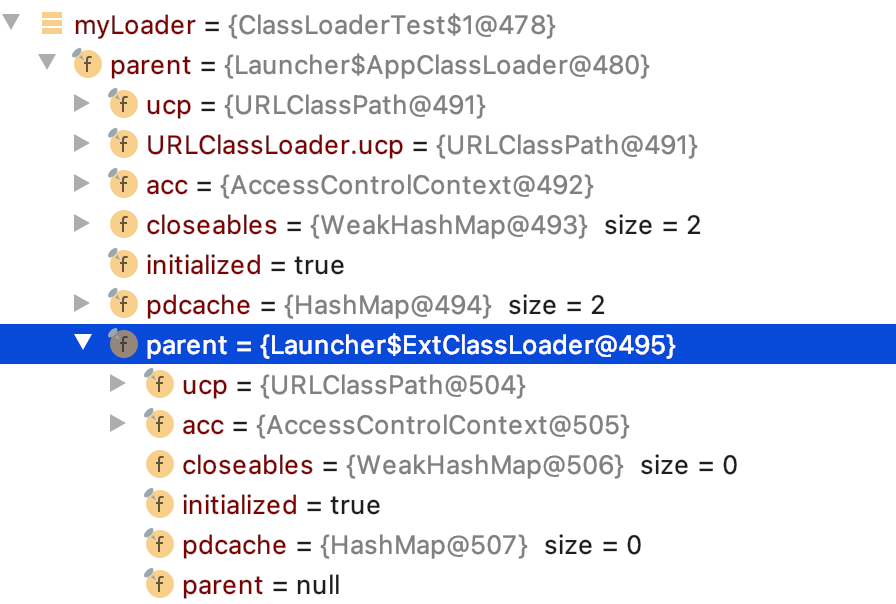 myLoader = {ClassLoaderTest$1@478}
f parent = {Launcher$AppClassLoader@480}
f ucp = {URLClassPath@491}
f URLClassLoader.ucp = {URLClassPath@491}
f acc = {AccessControlContext@492}
f closeables = {WeakHashMap@493} size = 2
f initialized = true
f pdcache = {HashMap@494} size = 2
f parent = {Launcher$ExtClassLoader@495}
f ucp = {URLClassPath@504}
f acc = {AccessControlContext@505}
f closeables = {WeakHashMap@506} size = 0
f initialized = true
f pdcache = {HashMap@507} size = 0
f parent = null